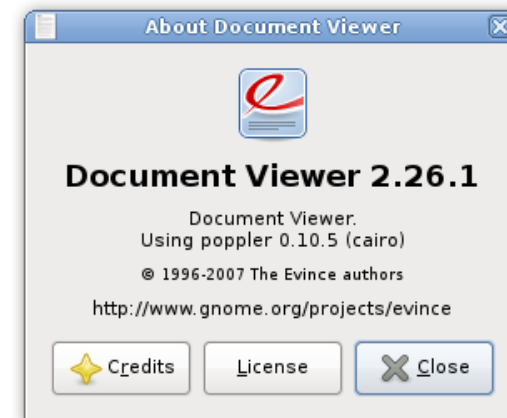 About Document Viewer
Document Viewer 2.26.1
Document Viewer.
Using poppler 0.10.5 (cairo)
© 1996-2007 The Evince authors
http://www.gnome.org/projects/evince
Credits
License
Close